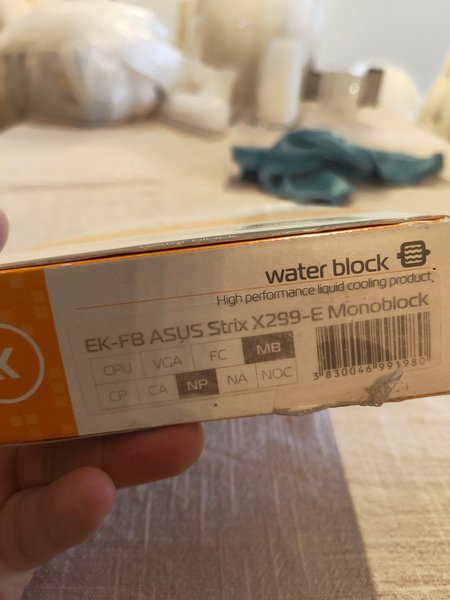 water block
High performance liquid cooling product
EK-FB ASUS Strix X299-E Monoblock
CPU VGA FC MB
CP CA NP NA NOC
3 830046 991980